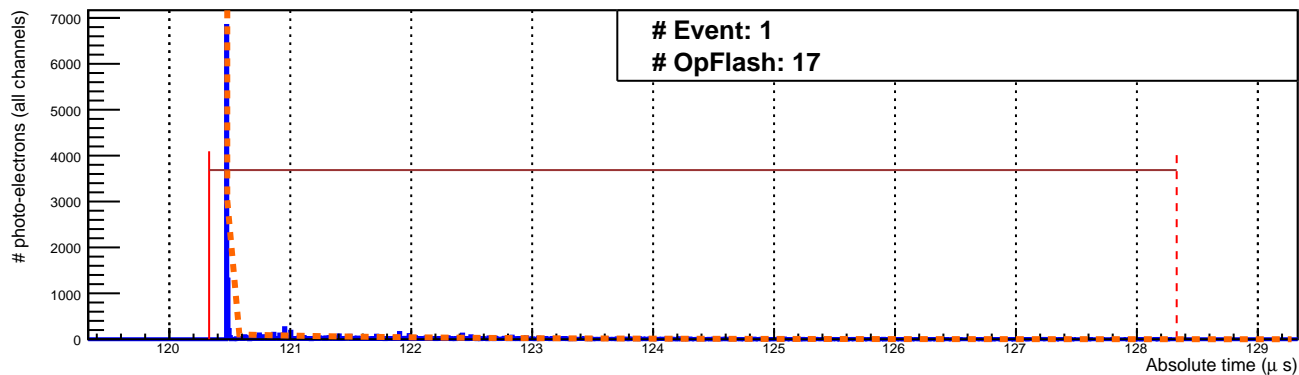 # Event: 1
# OpFlash: 17
# photo-electrons (all channels)
7000
6000
5000
4000
3000
2000
1000
0
120 121 122 123 124 125 126 127 128 129
Absolute time (μ s)